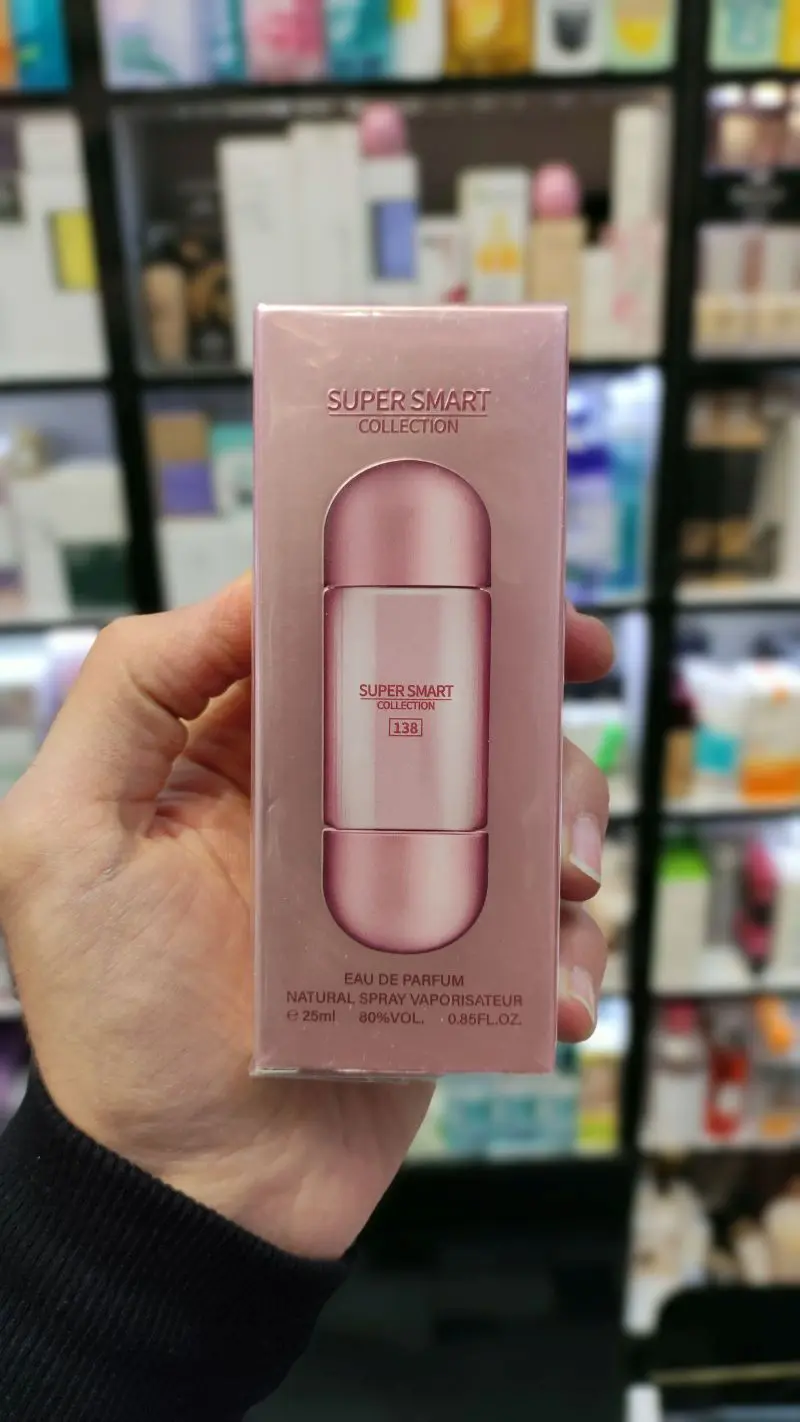 SUPER SMART
COLLECTION
SUPER SMART
COLLECTION
138
EAU DE PARFUM
NATURAL SPRAY VAPORISATEUR
℮ 25ml 80%VOL. 0.85FL.OZ.